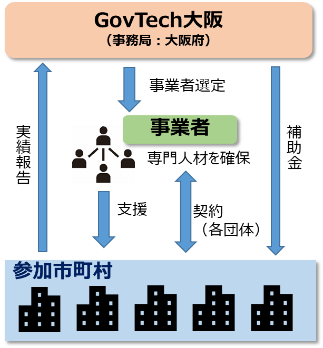 GovTech大阪
（事務局：大阪府）
事業者選定
事業者
専門人材を確保
実績報告
補助金
支援
契約
（各団体）
参加市町村